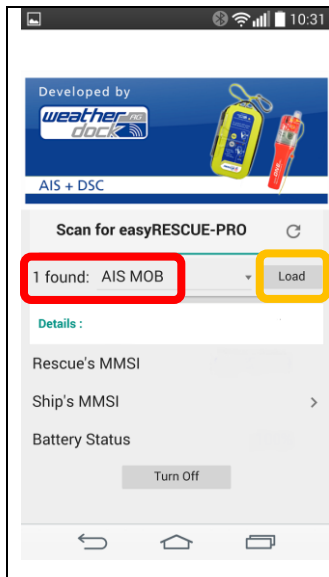 10:31
Developed by
weather AG
dock
AIS + DSC
Scan for easyRESCUE-PRO
1 found: AIS MOB
Load
Details :
Rescue's MMSI
Ship's MMSI
Battery Status
Turn Off